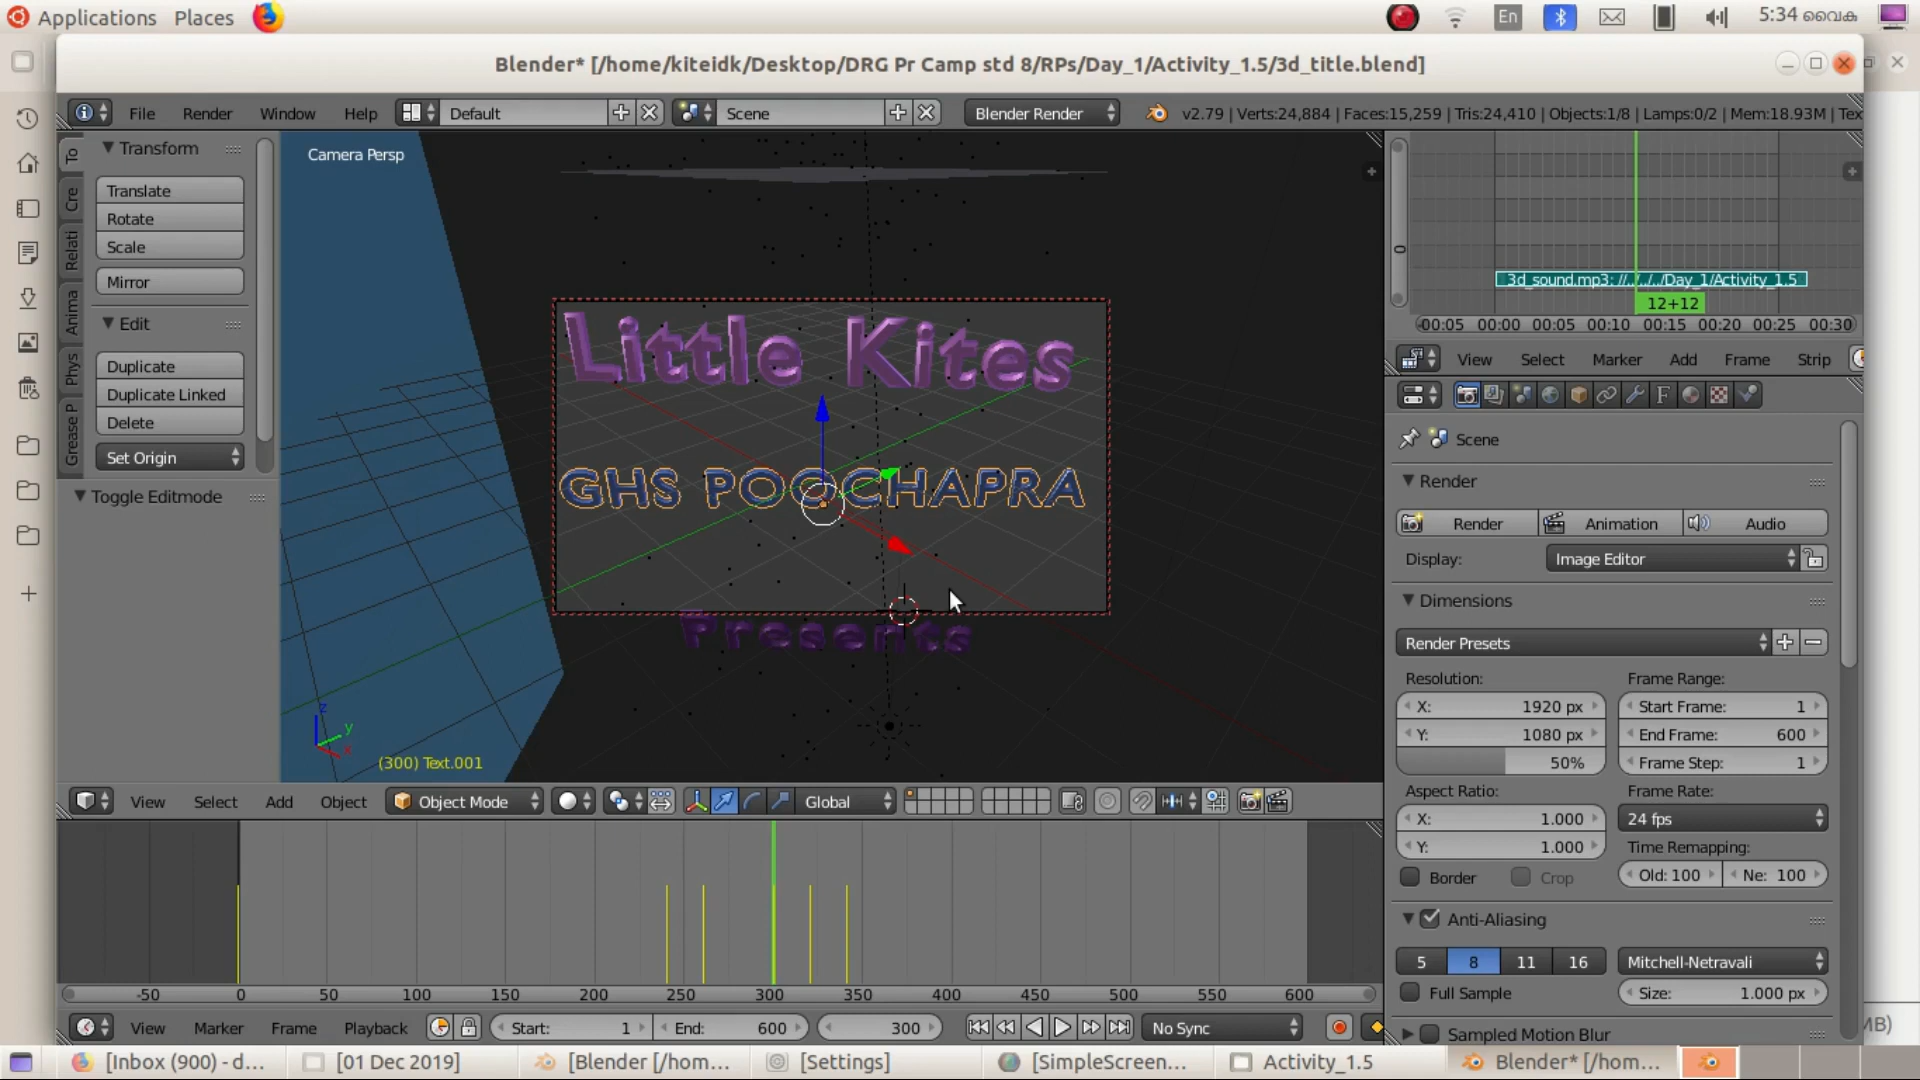 Applications Places En 5:34 വൈക
Blender* [/home/kiteidk/Desktop/DRG Pr Camp std 8/RPs/Day_1/Activity_1.5/3d_title.blend]
File Render Window Help Default Scene Blender Render v2.79 | Verts:24,884 | Faces:15,259 | Tris:24,410 | Objects:1/8 | Lamps:0/2 | Mem:18.93M | Tex
To
Cre
Relati
Anima
Phys
Grease P
Transform
Translate
Rotate
Scale
Mirror
Edit
Duplicate
Duplicate Linked
Delete
Set Origin
Toggle Editmode
Camera Persp
Little Kites
GHS POOCHAPRA
Presents
z
y
x
(300) Text.001
View Select Add Object Object Mode Global
-50 0 50 100 150 200 250 300 350 400 450 500 550 600
View Marker Frame Playback Start: 1 End: 600 300 No Sync
0
3d_sound.mp3: //../../../Day_1/Activity_1.5
12+12
-00:05 00:00 00:05 00:10 00:15 00:20 00:25 00:30
View Select Marker Add Frame Strip
Scene
Render
Render Animation Audio
Display: Image Editor
Dimensions
Render Presets
Resolution: Frame Range:
X: 1920 px Start Frame: 1
Y: 1080 px End Frame: 600
50% Frame Step: 1
Aspect Ratio: Frame Rate:
X: 1.000 24 fps
Y: 1.000 Time Remapping:
Border Crop Old: 100 Ne: 100
Anti-Aliasing
5 8 11 16 Mitchell-Netravali
Full Sample Size: 1.000 px
Sampled Motion Blur
MB)
[Inbox (900) - d... [01 Dec 2019] [Blender [/hom... [Settings] [SimpleScreen... Activity_1.5 Blender* [/hom...